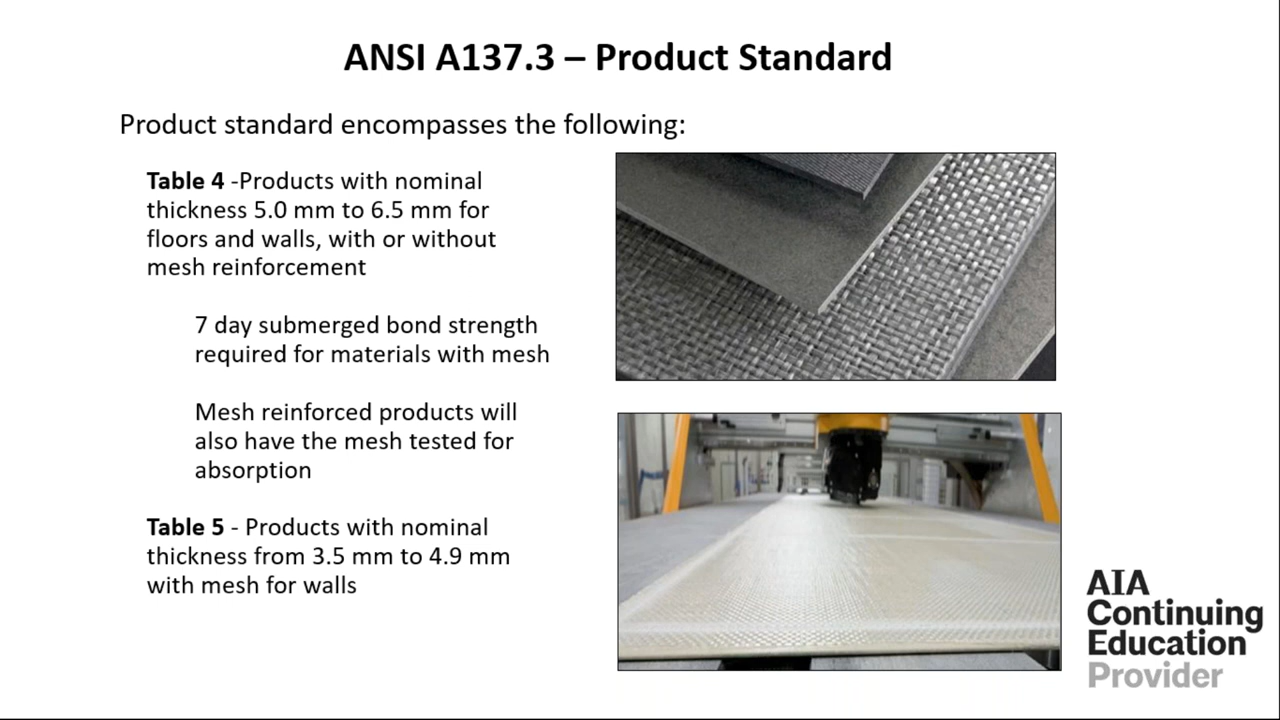 ANSI A137.3 – Product Standard
Product standard encompasses the following:
Table 4 -Products with nominal
thickness 5.0 mm to 6.5 mm for
floors and walls, with or without
mesh reinforcement
7 day submerged bond strength
required for materials with mesh
Mesh reinforced products will
also have the mesh tested for
absorption
Table 5 - Products with nominal
thickness from 3.5 mm to 4.9 mm
with mesh for walls
AIA
Continuing
Education
Provider